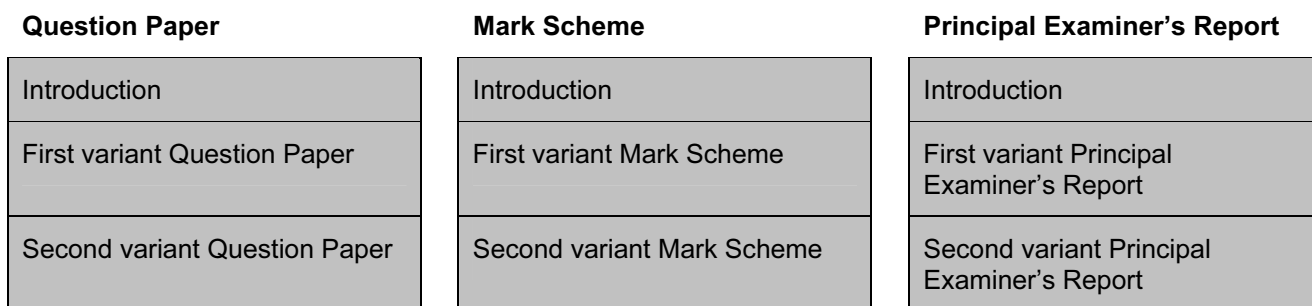 Question Paper
Introduction
First variant Question Paper
Second variant Question Paper
Mark Scheme
Introduction
First variant Mark Scheme
Second variant Mark Scheme
Principal Examiner’s Report
Introduction
First variant Principal
Examiner’s Report
Second variant Principal
Examiner’s Report